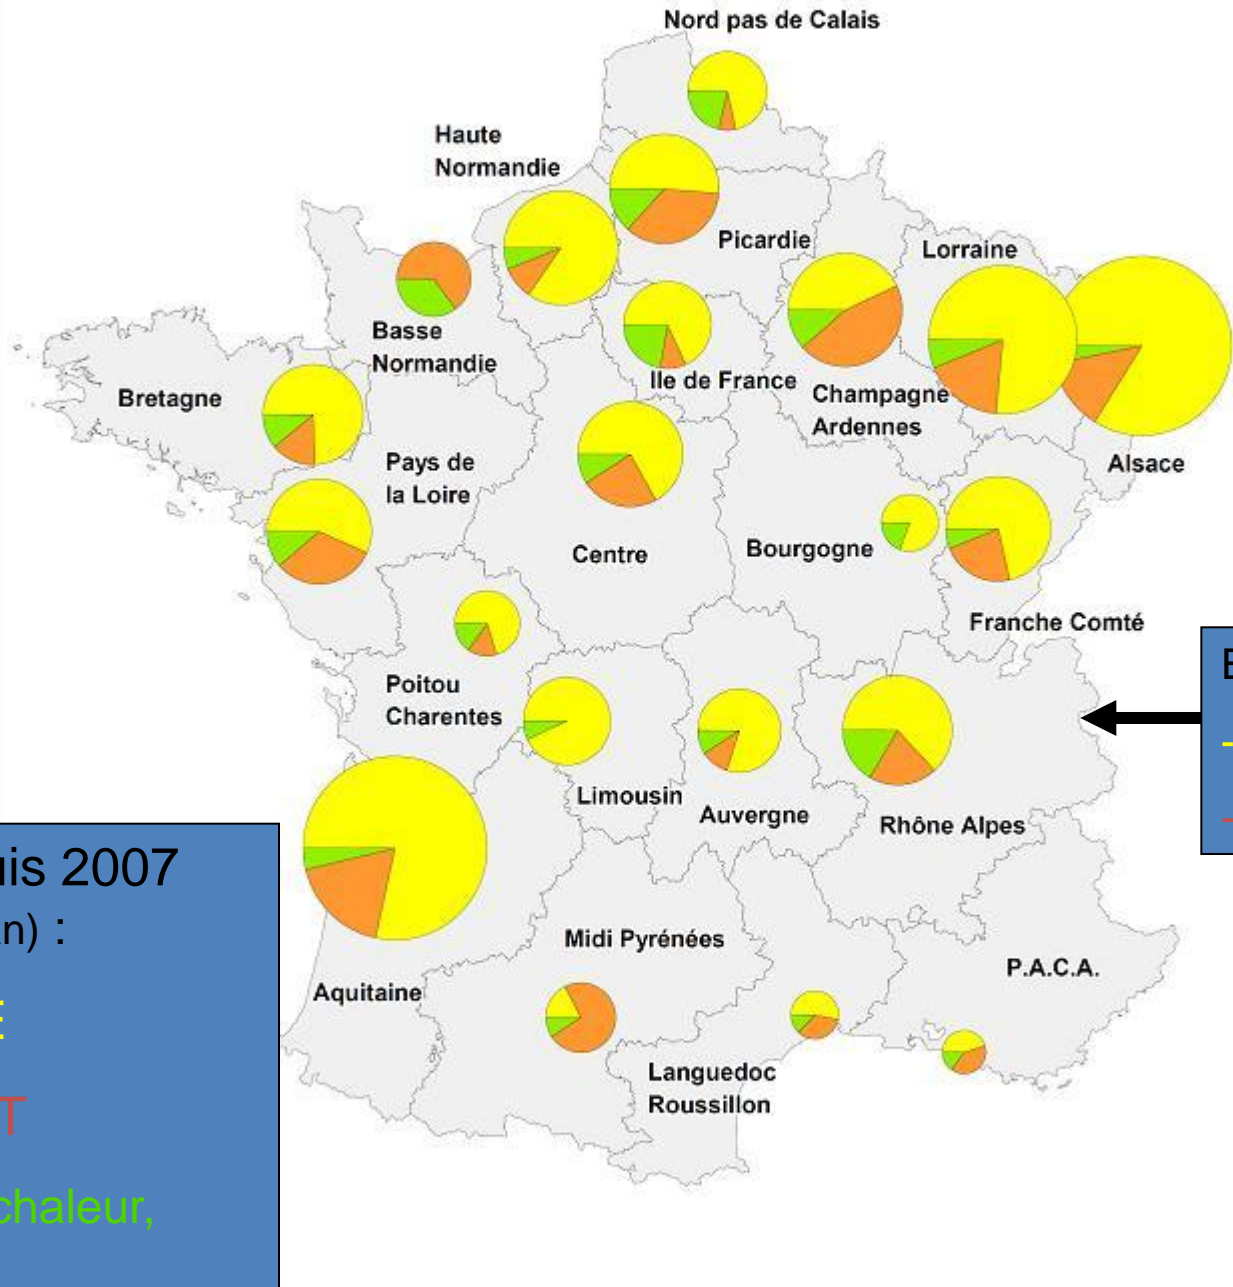 Nord pas de Calais
Haute
Normandie
Picardie
Lorraine
Basse
Normandie
Ile de France
Champagne
Ardennes
Bretagne
Alsace
Pays de
la Loire
Centre
Bourgogne
Franche Comté
Poitou
Charentes
Limousin
Auvergne
Rhône Alpes
Midi Pyrénées
P.A.C.A.
Aquitaine
Languedoc
Roussillon
2007
:
chaleur,